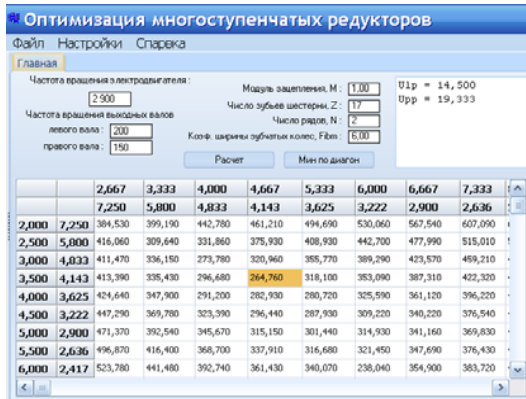 Оптимизация многоступенчатых редукторов
Файл Настройки Спаревка
Главная
Частота вращения электродвигателя :
2 900
Частота вращения выходных валов
левого вала : 200
правого вала : 150
Модуль зацепления, M : 1,00
Число зубьев шестерни, Z : 17
Число рядов, N : 2
Коэф. ширины зубчатых колес, Fibm : 6,00
Расчет Мин по диагон
U1p = 14,500
Upp = 19,333
2,667 3,333 4,000 4,667 5,333 6,000 6,667 7,333
7,250 5,800 4,833 4,143 3,625 3,222 2,900 2,636
2,000 7,250 384,530 399,190 442,780 461,210 494,690 530,060 567,540 607,090
2,500 5,800 416,060 309,640 331,860 375,930 408,930 442,700 477,990 515,010
3,000 4,833 411,470 336,150 273,780 320,960 355,770 389,290 423,570 459,210
3,500 4,143 413,390 335,430 296,680 264,760 318,100 353,090 387,310 422,320
4,000 3,625 424,640 347,900 291,200 282,930 280,720 325,590 361,120 396,220
4,500 3,222 447,290 369,780 323,390 296,440 287,930 309,220 340,220 376,540
5,000 2,900 471,370 392,540 345,670 315,150 301,440 314,930 341,160 369,830
5,500 2,636 496,870 416,400 368,700 337,910 316,680 321,450 347,690 376,430
6,000 2,417 523,780 441,480 392,740 361,430 340,070 238,040 354,900 383,720